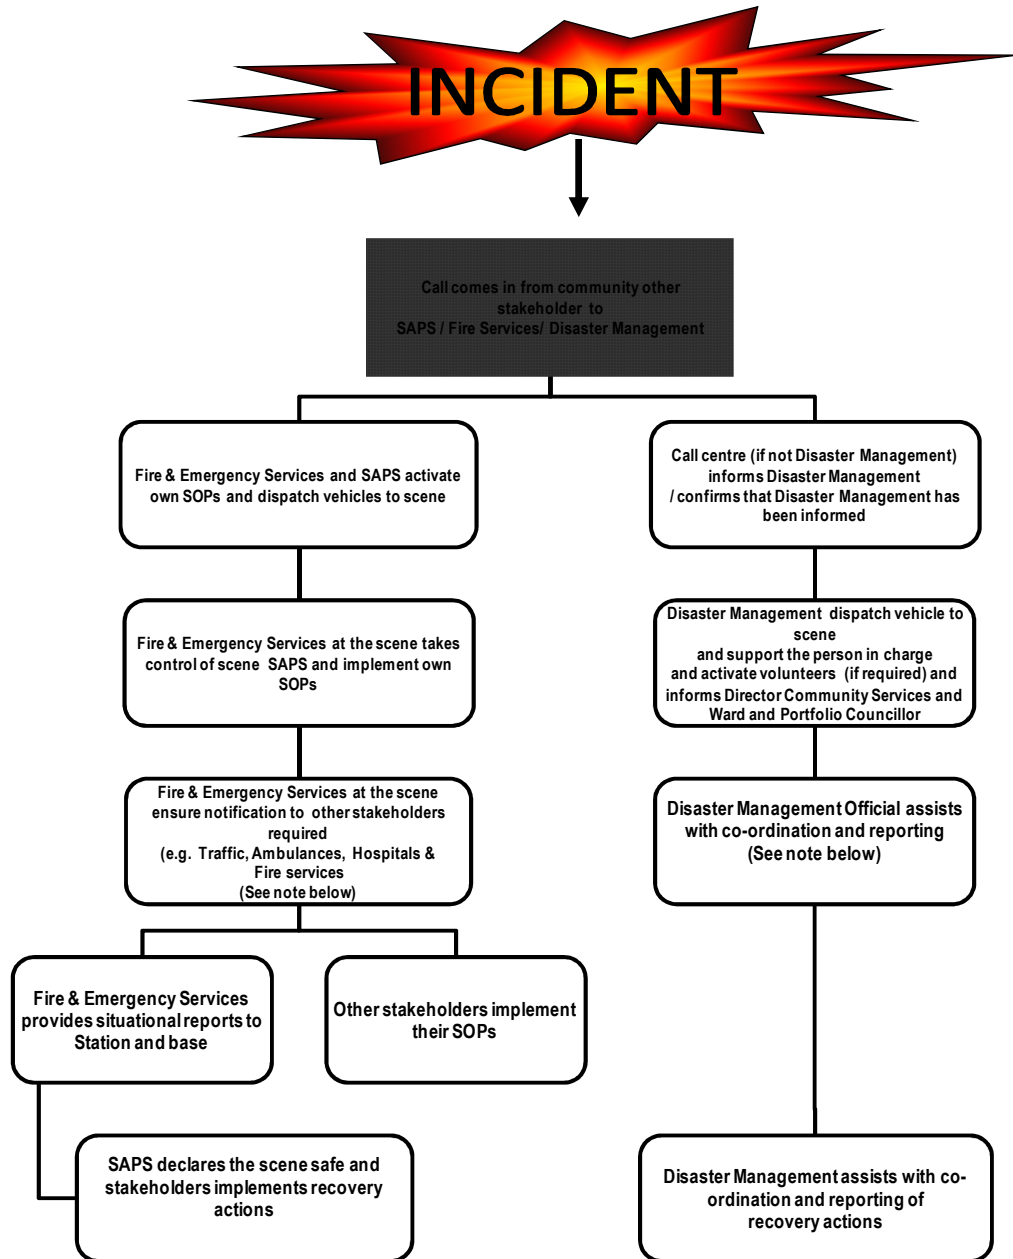 INCIDENT
Call comes in from community other
stakeholder to
SAPS / Fire Services/ Disaster Management
Fire & Emergency Services and SAPS activate
own SOPs and dispatch vehicles to scene
Call centre (if not Disaster Management)
informs Disaster Management
/ confirms that Disaster Management has
been informed
Fire & Emergency Services at the scene takes
control of scene SAPS and implement own
SOPs
Disaster Management dispatch vehicle to
scene
and support the person in charge
and activate volunteers (if required) and
informs Director Community Services and
Ward and Portfolio Councillor
Fire & Emergency Services at the scene
ensure notification to other stakeholders
required
(e.g. Traffic, Ambulances, Hospitals &
Fire services
(See note below)
Disaster Management Official assists
with co-ordination and reporting
(See note below)
Fire & Emergency Services
provides situational reports to
Station and base
Other stakeholders implement
their SOPs
SAPS declares the scene safe and
stakeholders implements recovery
actions
Disaster Management assists with co-
ordination and reporting of
recovery actions